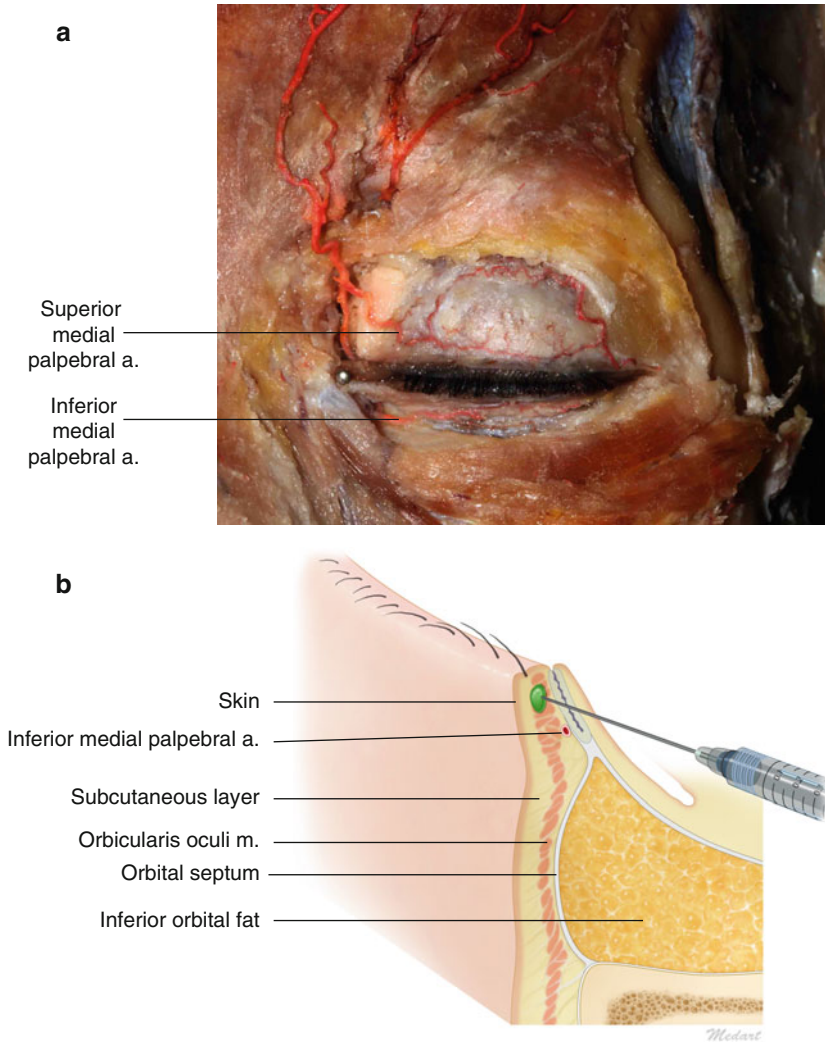 a
Superior
medial
palpebral a.
Inferior
medial
palpebral a.
b
Skin
Inferior medial palpebral a.
Subcutaneous layer
Orbicularis oculi m.
Orbital septum
Inferior orbital fat
Medart